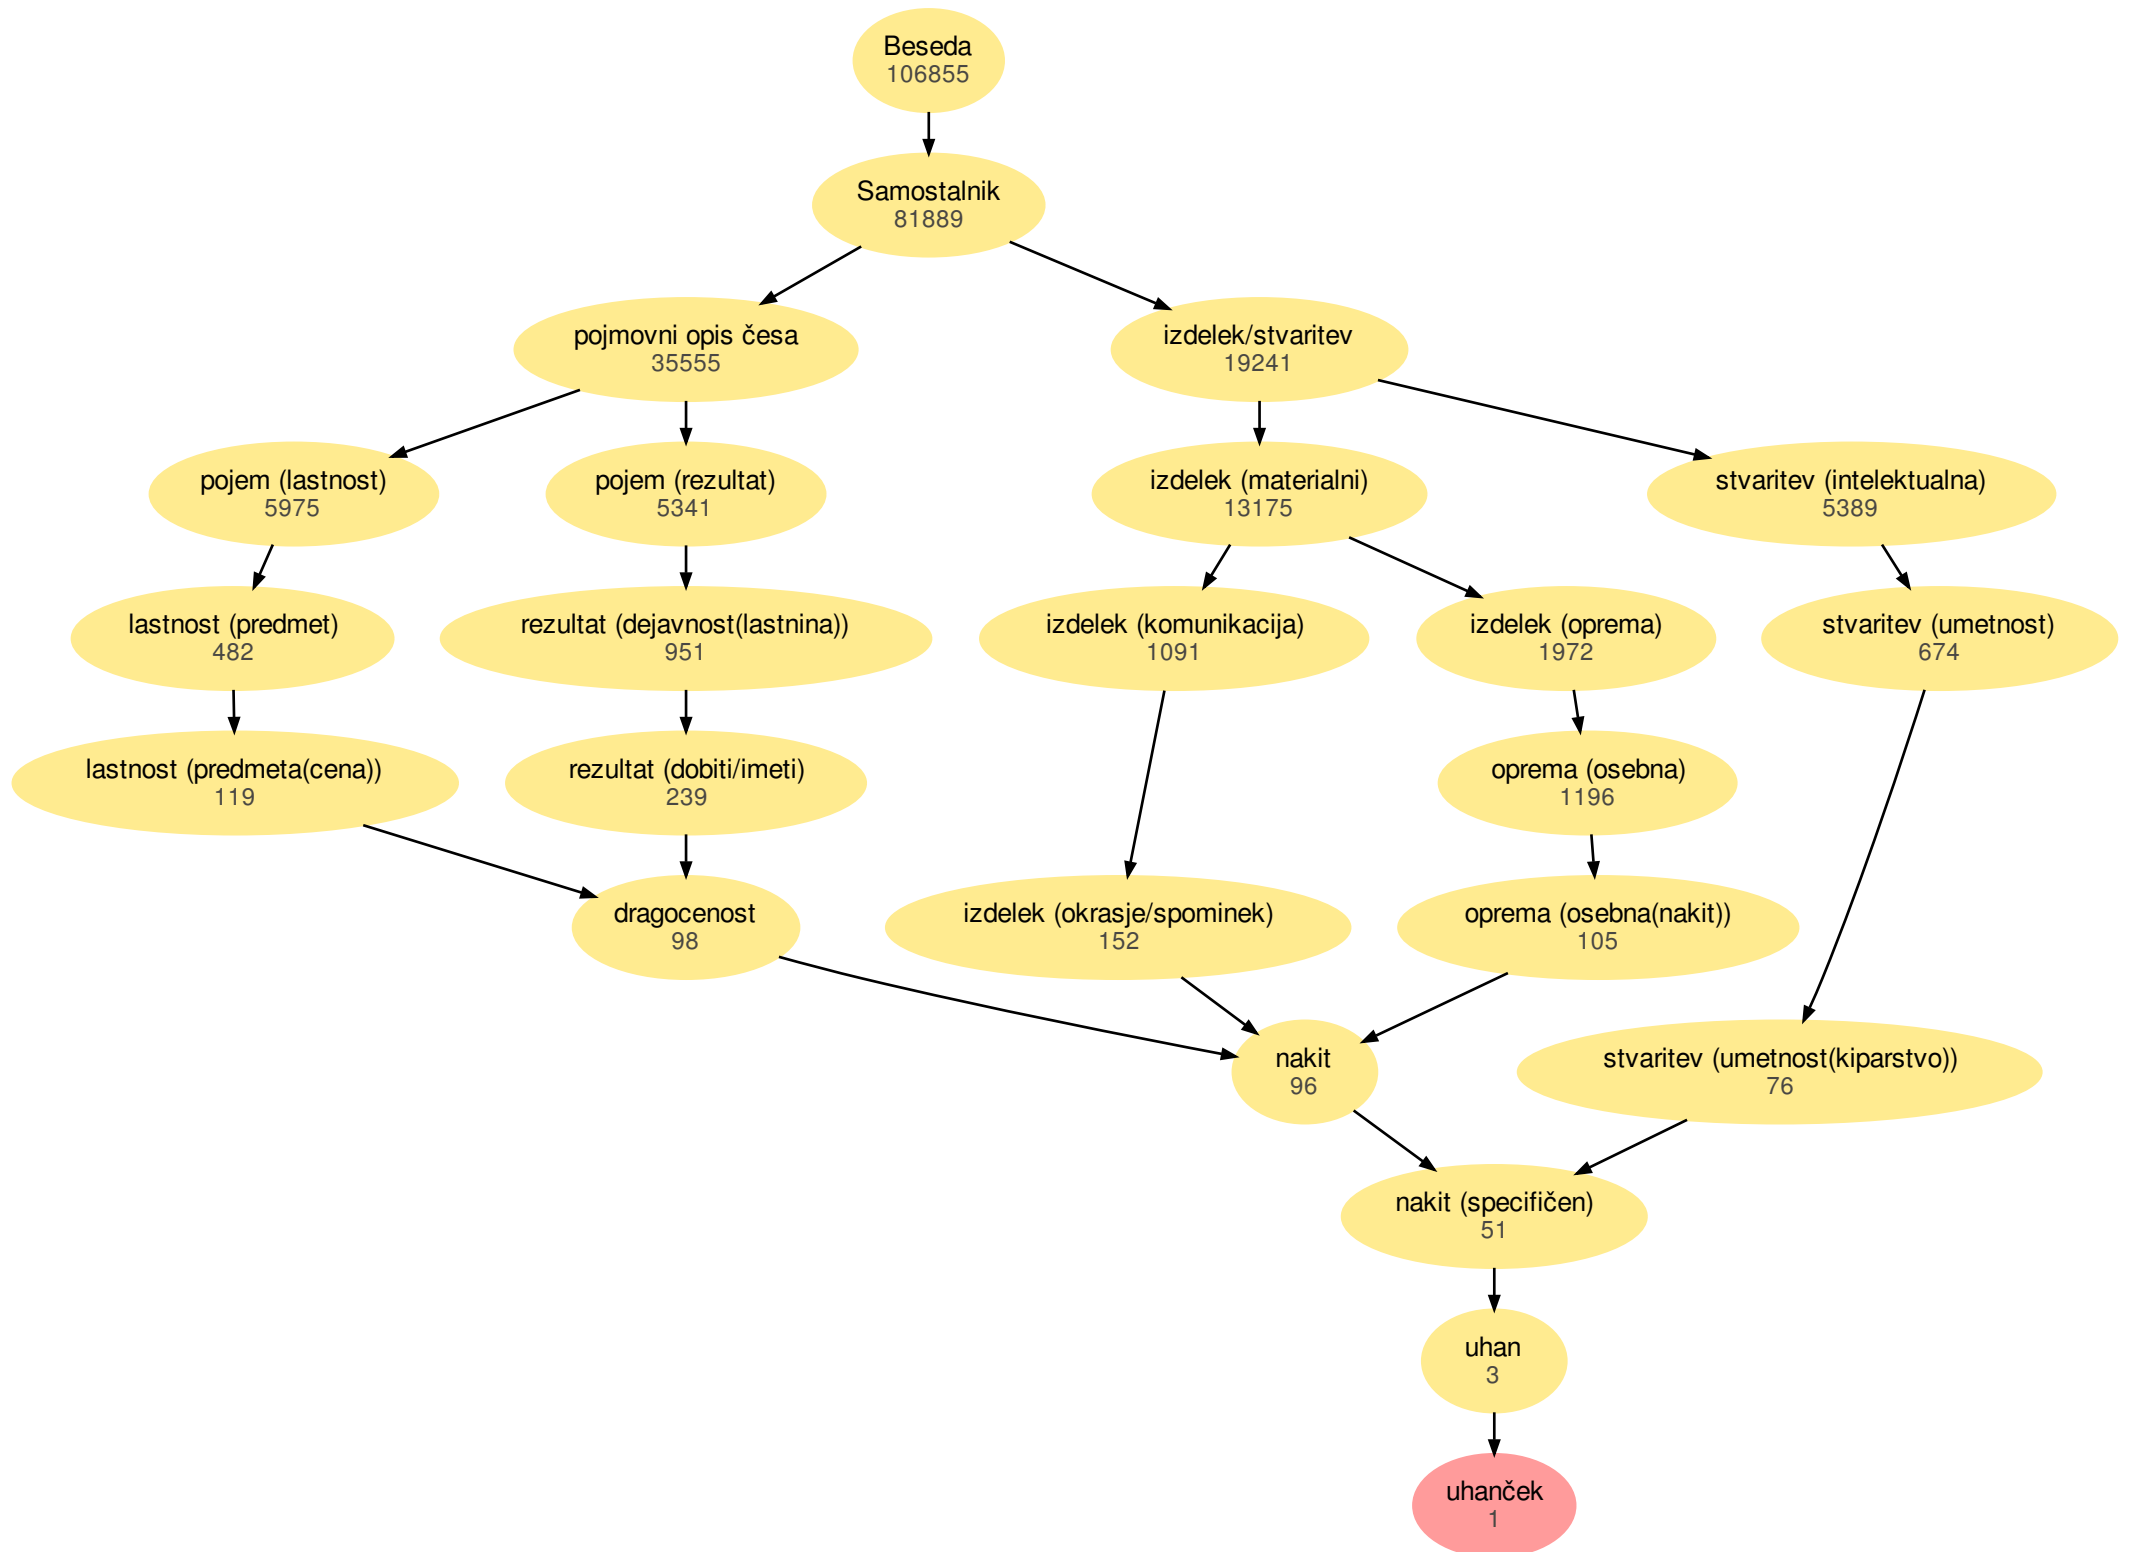 Beseda
106855
Samostalnik
81889
pojmovni opis česa
35555
izdelek/stvaritev
19241
pojem (lastnost)
5975
pojem (rezultat)
5341
izdelek (materialni)
13175
stvaritev (intelektualna)
5389
lastnost (predmet)
482
rezultat (dejavnost(lastnina))
951
izdelek (komunikacija)
1091
izdelek (oprema)
1972
stvaritev (umetnost)
674
lastnost (predmeta(cena))
119
rezultat (dobiti/imeti)
239
oprema (osebna)
1196
dragocenost
98
izdelek (okrasje/spominek)
152
oprema (osebna(nakit))
105
nakit
96
stvaritev (umetnost(kiparstvo))
76
nakit (specifičen)
51
uhan
3
uhanček
1